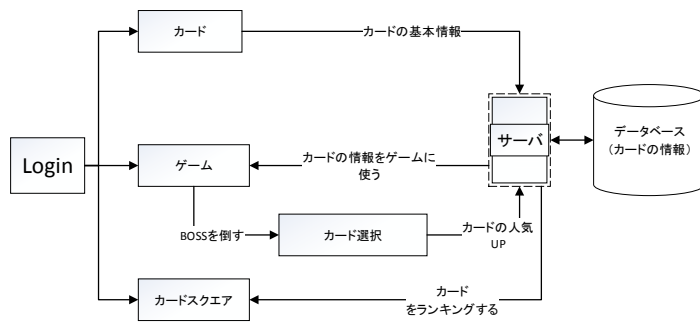 カード
カードの基本情報
サーバ
データベース
(カードの情報)
Login
ゲーム
カードの情報をゲームに
使う
BOSSを倒す
カード選択
カードの人気
UP
カードスクエア
カード
をランキングする